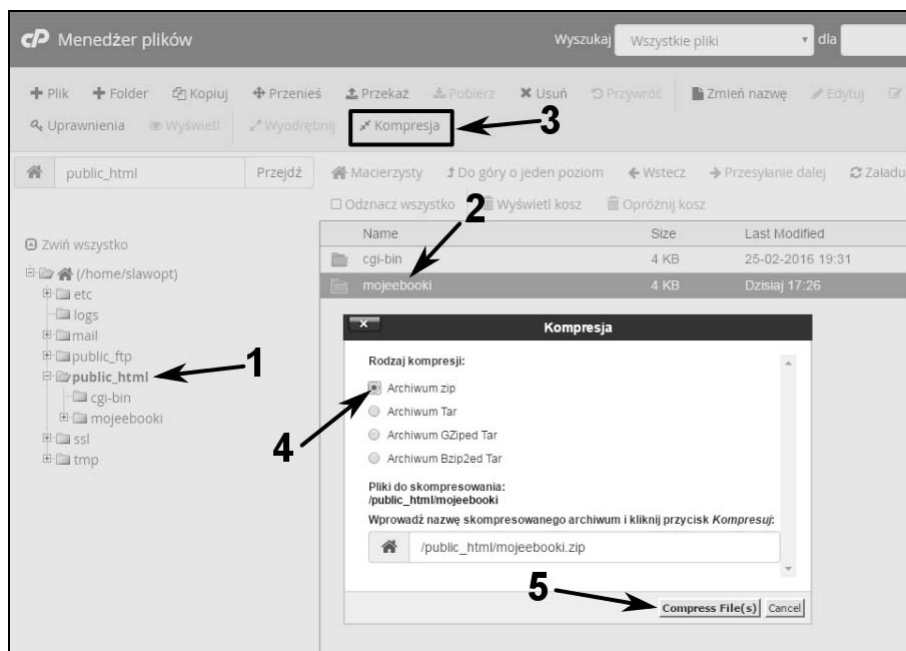 cP Menedżer plików Wyszukaj Wszystkie pliki dla
Plik Folder Kopiuj Przenieś Przekaż Pobierz Usuń Przywróć Zmień nazwę Edytuj
Uprawnienia Wyświetl Wyodrębnij Kompresja 3
public_html Przejdź Macierzysty Do góry o jeden poziom Wstecz Przesyłanie dalej Załaduj
Odznacz wszystko 2 Wyświetl kosz Opróżnij kosz
Name Size Last Modified
Zwiń wszystko
cgi-bin 4 KB 25-02-2016 19:31
(/home/slawopt)
mojeebooki 4 KB Dzisiaj 17:26
etc
logs
mail
public_ftp
public_html 1
cgi-bin
mojeebooki
ssl
tmp
Kompresja
Rodzaj kompresji:
Archiwum zip
Archiwum Tar
4
Archiwum GZiped Tar
Archiwum Bzip2ed Tar
Pliki do skompresowania:
/public_html/mojeebooki
Wprowadź nazwę skompresowanego archiwum i kliknij przycisk Kompresuj:
/public_html/mojeebooki.zip
5
Compress File(s) Cancel